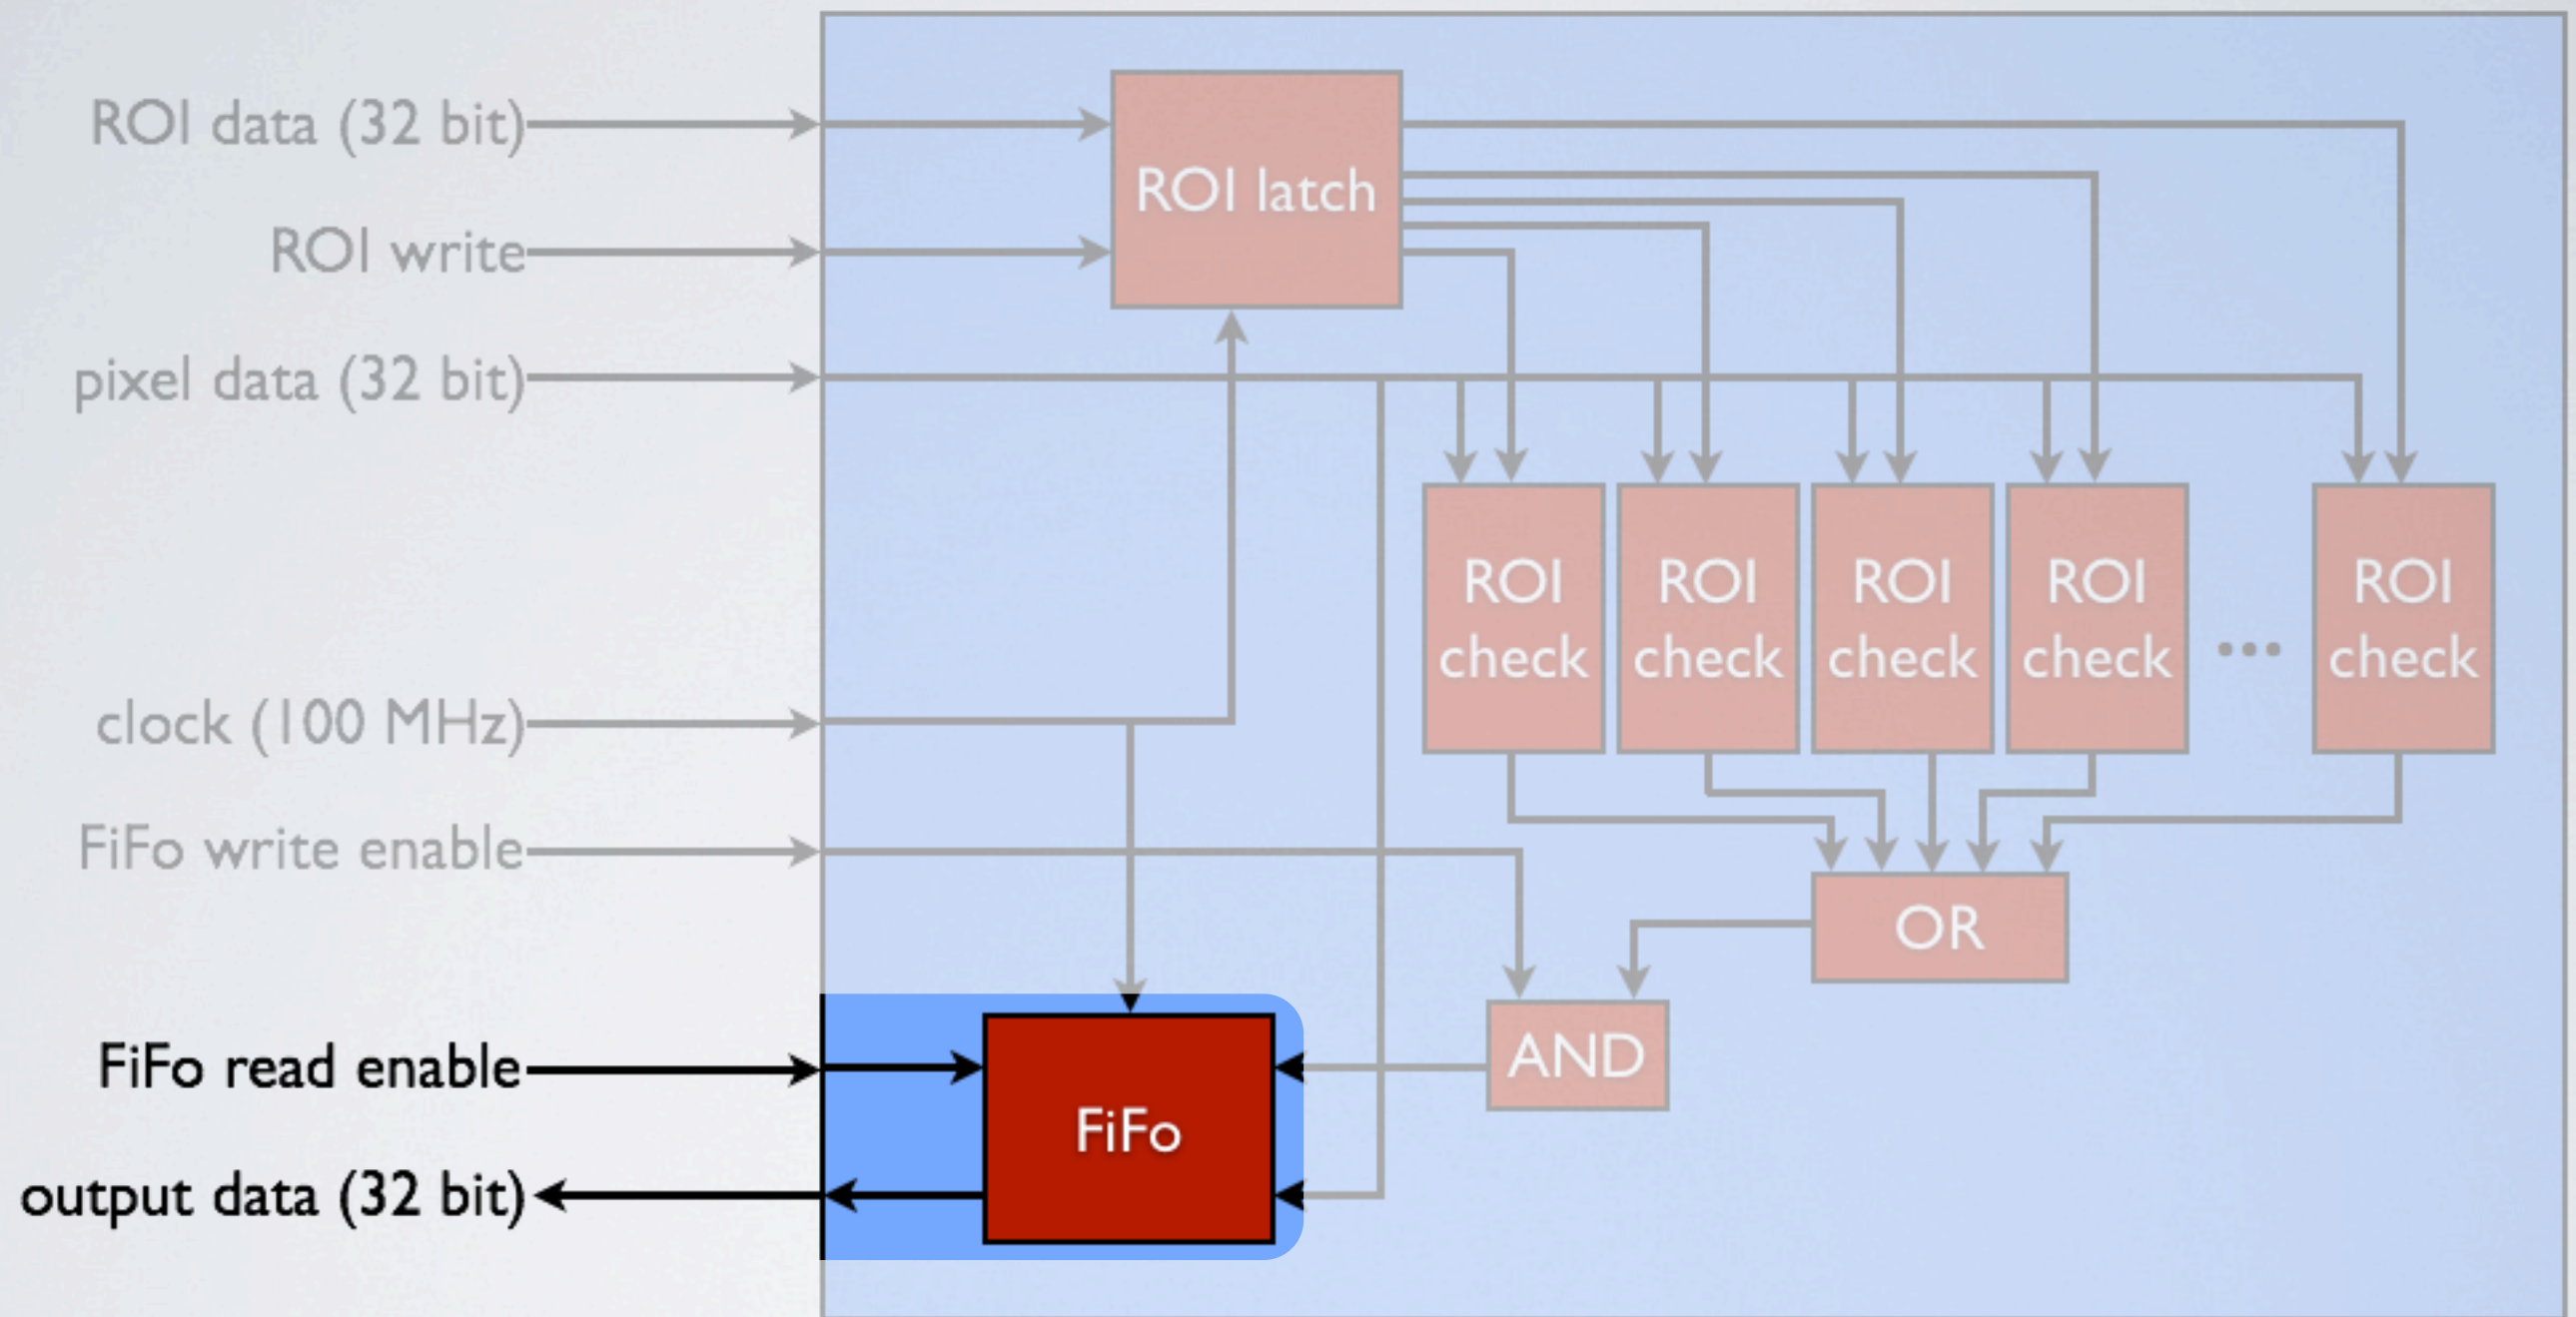 ROI data (32 bit)
ROI latch
ROI write
pixel data (32 bit)
ROI
check
ROI
check
ROI
check
ROI
check
...
ROI
check
clock (100 MHz)
FiFo write enable
OR
AND
FiFo read enable
FiFo
output data (32 bit)